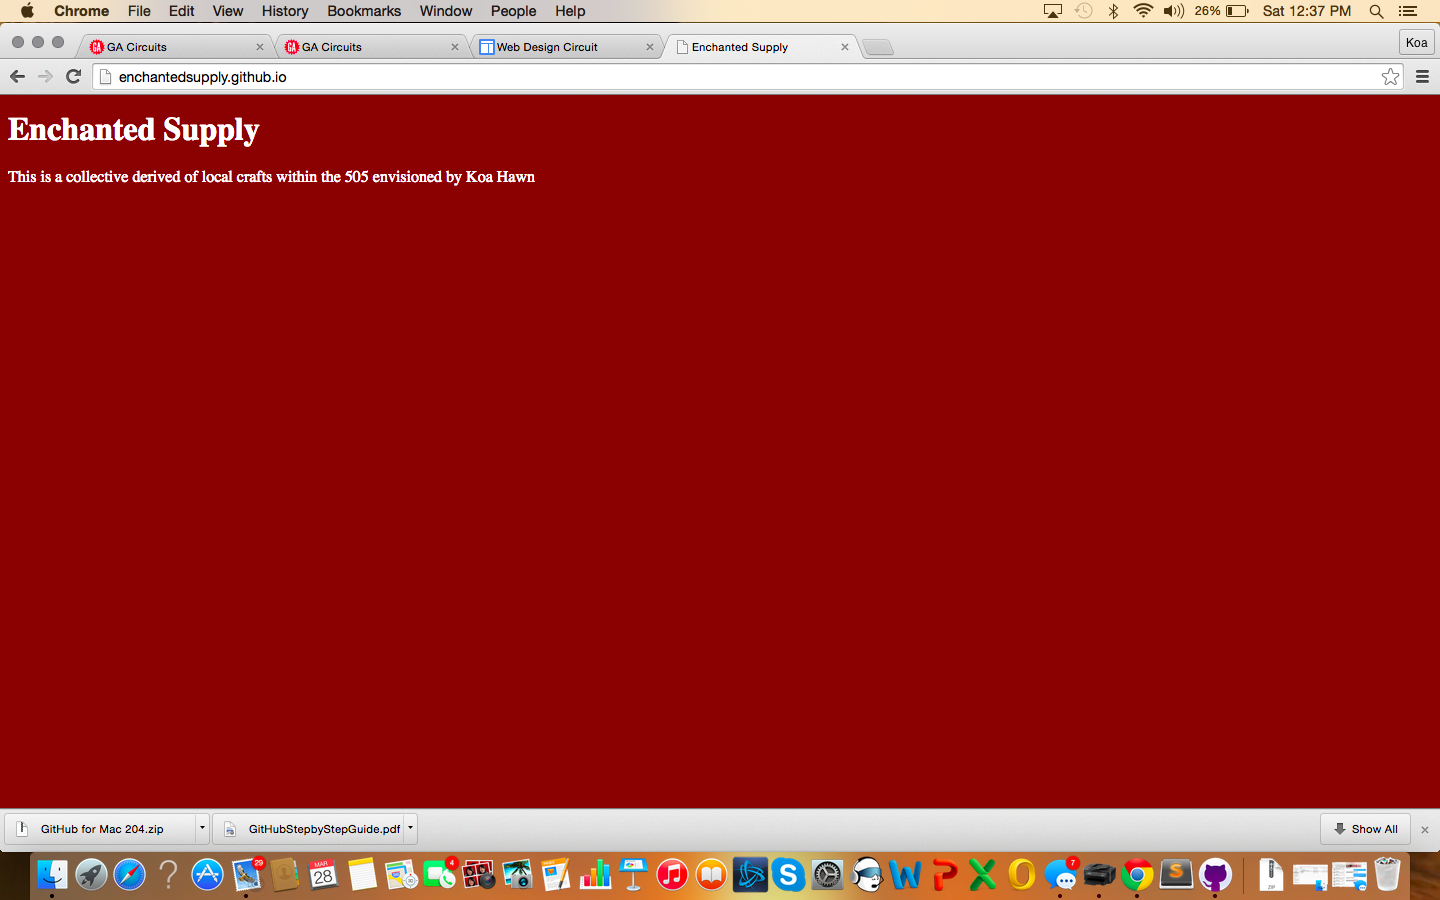 Chrome File Edit View History Bookmarks Window People Help 26% Sat 12:37 PM
GA GA Circuits GA GA Circuits Web Design Circuit Enchanted Supply Koa
enchantedsupply.github.io
Enchanted Supply
This is a collective derived of local crafts within the 505 envisioned by Koa Hawn
GitHub for Mac 204.zip GitHubStepbyStepGuide.pdf Show All
29 MAR 28 4 7 ZIP